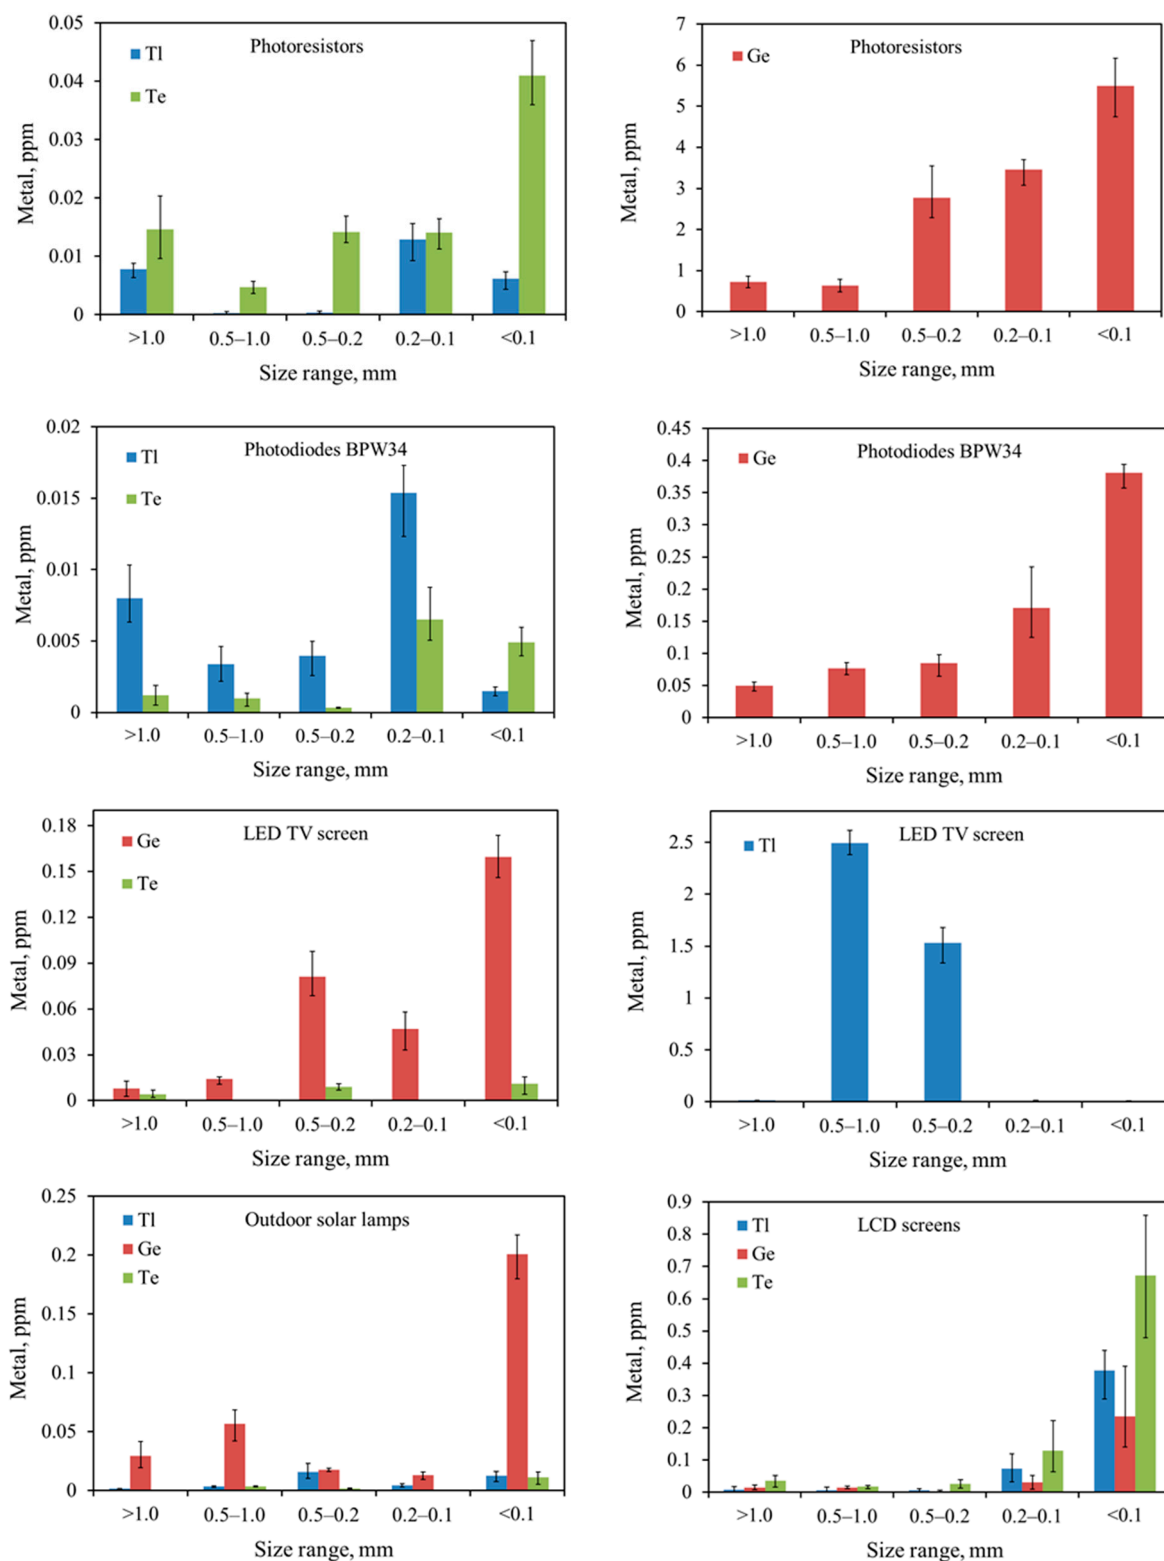 Photoresistors
Tl
Te
Metal, ppm
0.05
0.04
0.03
0.02
0.01
0
>1.0 0.5–1.0 0.5–0.2 0.2–0.1 <0.1
Size range, mm
Photoresistors
Ge
Metal, ppm
7
6
5
4
3
2
1
0
>1.0 0.5–1.0 0.5–0.2 0.2–0.1 <0.1
Size range, mm
Photodiodes BPW34
Tl
Te
Metal, ppm
0.02
0.015
0.01
0.005
0
>1.0 0.5–1.0 0.5–0.2 0.2–0.1 <0.1
Size range, mm
Photodiodes BPW34
Ge
Metal, ppm
0.45
0.4
0.35
0.3
0.25
0.2
0.15
0.1
0.05
0
>1.0 0.5–1.0 0.5–0.2 0.2–0.1 <0.1
Size range, mm
LED TV screen
Ge
Te
Metal, ppm
0.18
0.15
0.12
0.09
0.06
0.03
0
>1.0 0.5–1.0 0.5–0.2 0.2–0.1 <0.1
Size range, mm
LED TV screen
Tl
Metal, ppm
2.5
2
1.5
1
0.5
0
>1.0 0.5–1.0 0.5–0.2 0.2–0.1 <0.1
Size range, mm
Outdoor solar lamps
Tl
Ge
Te
Metal, ppm
0.25
0.2
0.15
0.1
0.05
0
>1.0 0.5–1.0 0.5–0.2 0.2–0.1 <0.1
Size range, mm
LCD screens
Tl
Ge
Te
Metal, ppm
0.9
0.8
0.7
0.6
0.5
0.4
0.3
0.2
0.1
0
>1.0 0.5–1.0 0.5–0.2 0.2–0.1 <0.1
Size range, mm